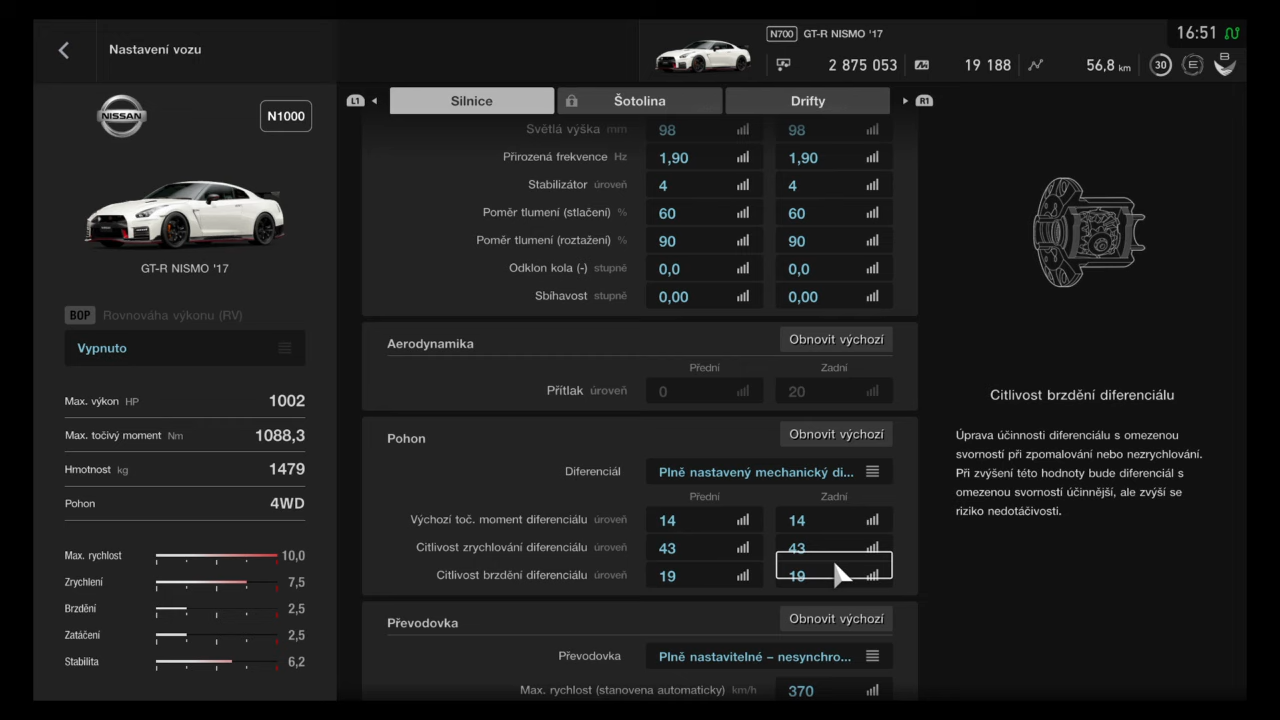 Nastavení vozu
N700 GT-R NISMO '17
2 875 053
19 188
56,8 km
30
E
B
16:51
NISSAN
N1000
GT-R NISMO '17
BOP Rovnováha výkonu (RV)
Vypnuto
Max. výkon HP 1002
Max. točivý moment Nm 1088,3
Hmotnost kg 1479
Pohon 4WD
Max. rychlost 10,0
Zrychlení 7,5
Brzdění 2,5
Zatáčení 2,5
Stabilita 6,2
L1 Silnice Šotolina Drifty R1
Světlá výška mm 98 98
Přirozená frekvence Hz 1,90 1,90
Stabilizátor úroveň 4 4
Poměr tlumení (stlačení) % 60 60
Poměr tlumení (roztažení) % 90 90
Odklon kola (-) stupně 0,0 0,0
Sbíhavost stupně 0,00 0,00
Aerodynamika Obnovit výchozí
Přední Zadní
Přítlak úroveň 0 20
Pohon Obnovit výchozí
Diferenciál Plně nastavený mechanický di...
Přední Zadní
Výchozí toč. moment diferenciálu úroveň 14 14
Citlivost zrychlování diferenciálu úroveň 43 43
Citlivost brzdění diferenciálu úroveň 19 19
Převodovka Obnovit výchozí
Převodovka Plně nastavitelné – nesynchro...
Max. rychlost (stanovena automaticky) km/h 370
Citlivost brzdění diferenciálu
Úprava účinnosti diferenciálu s omezenou
svorností při zpomalování nebo nezrychlování.
Při zvýšení této hodnoty bude diferenciál s
omezenou svorností účinnější, ale zvýší se
riziko nedotáčivosti.